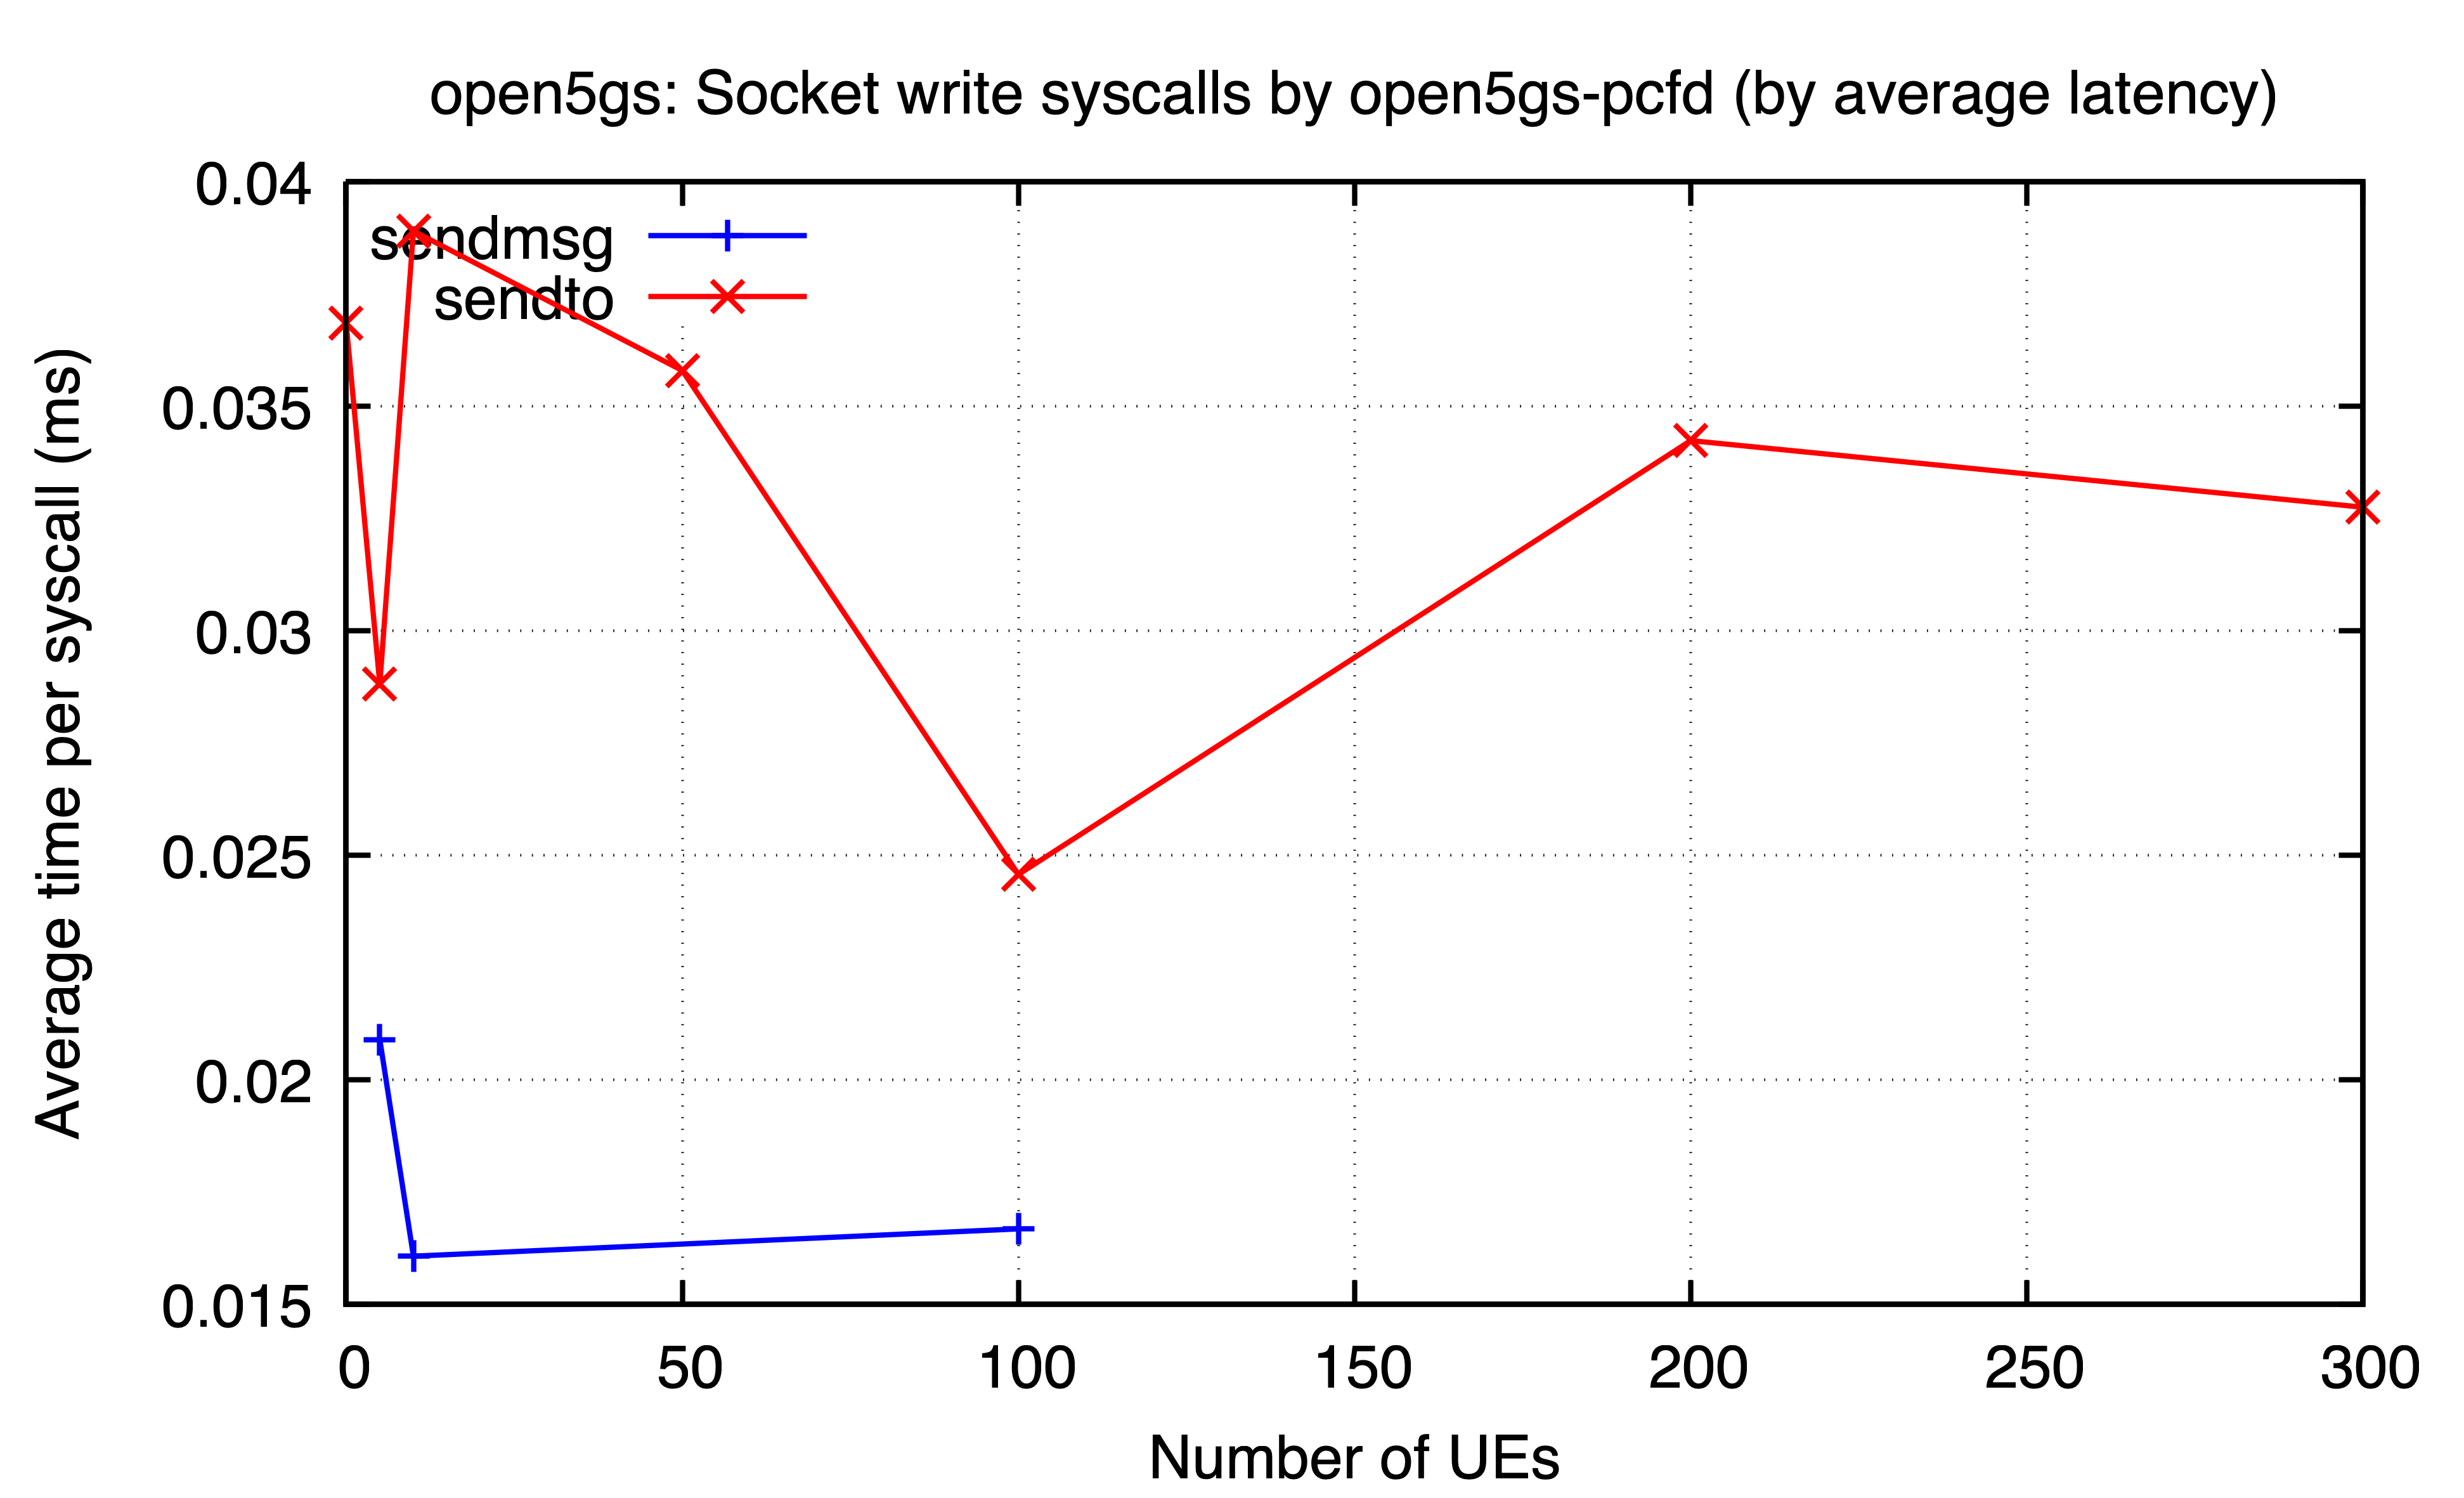 open5gs: Socket write syscalls by open5gs-pcfd (by average latency)
Average time per syscall (ms)
0.04
0.035
0.03
0.025
0.02
0.015
sendmsg
sendto
0
50
100
150
200
250
300
Number of UEs